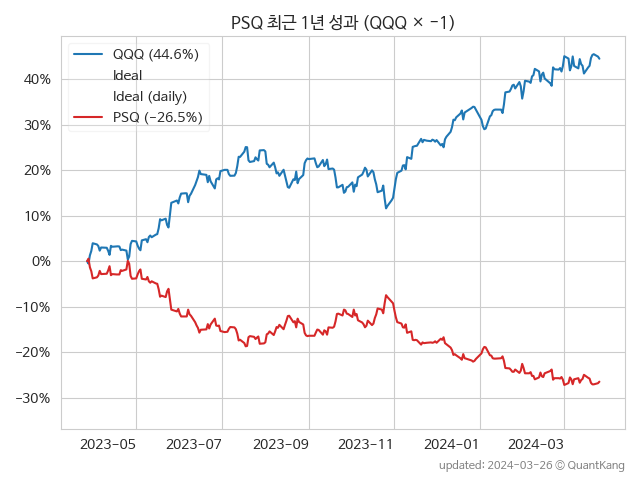 PSQ 최근 1년 성과 (QQQ × −1)
QQQ (44.6%)
Ideal
Ideal (daily)
PSQ (−26.5%)
40%
30%
20%
10%
0%
−10%
−20%
−30%
2023−05
2023−07
2023−09
2023−11
2024−01
2024−03
updated: 2024−03−26 © QuantKang